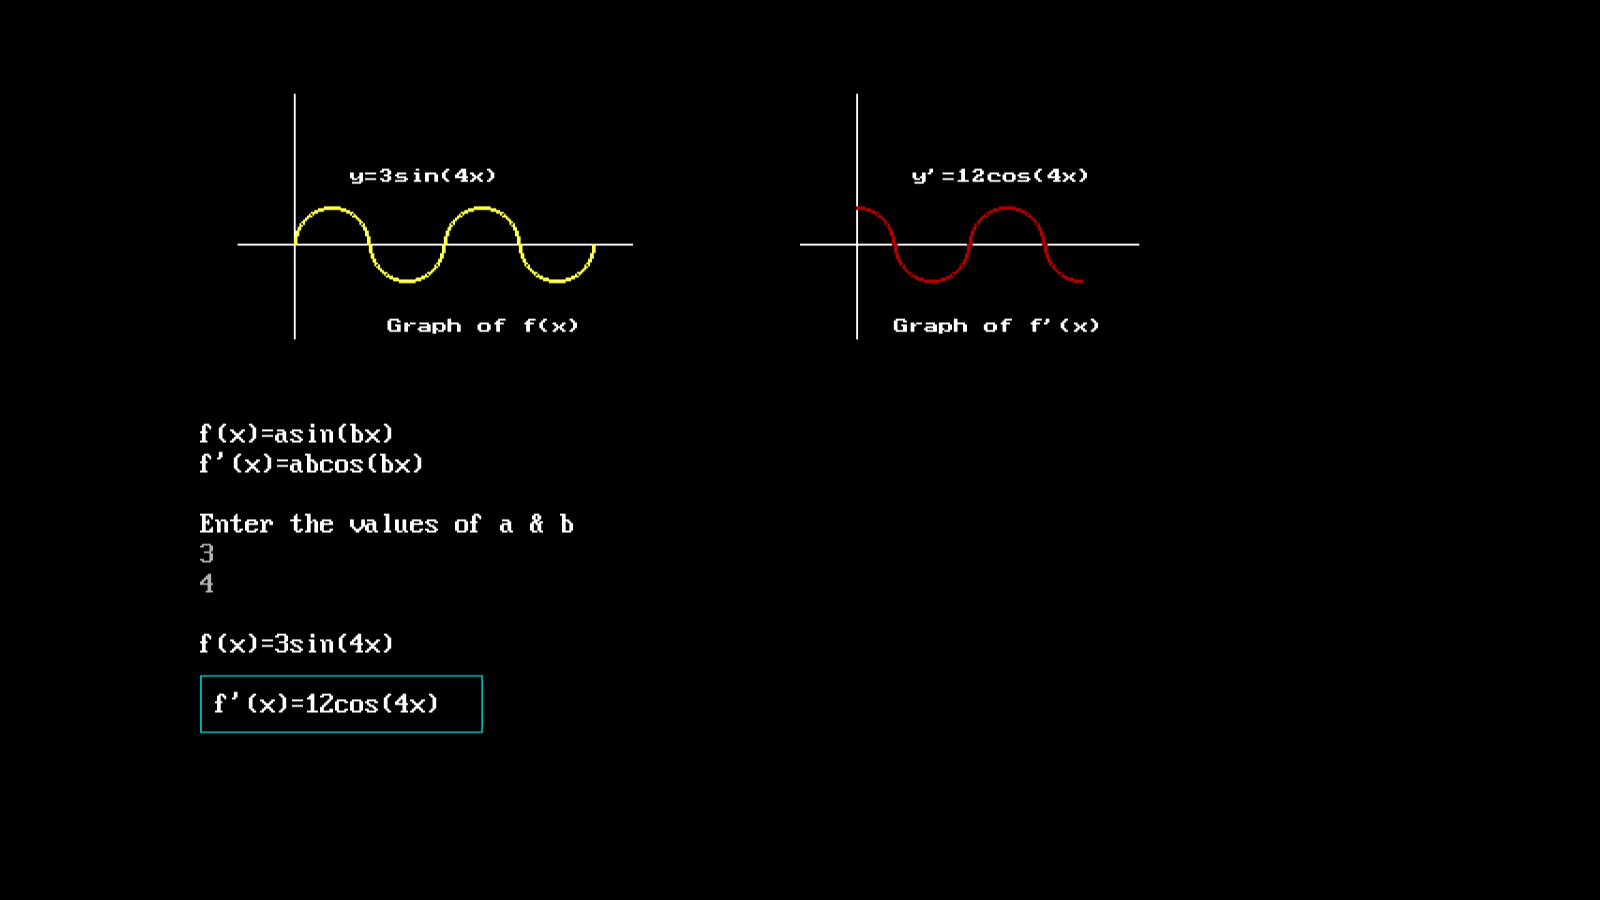 y=3sin(4x)
y'=12cos(4x)
Graph of f(x)
Graph of f'(x)
f(x)=asin(bx)
f'(x)=abcos(bx)
Enter the values of a & b
3
4
f(x)=3sin(4x)
f'(x)=12cos(4x)